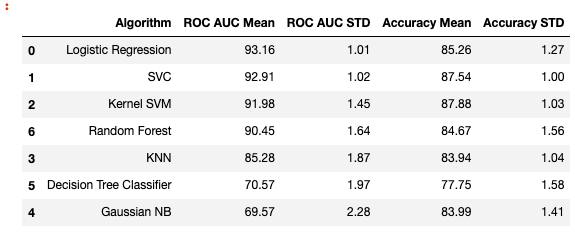 :
Algorithm ROC AUC Mean ROC AUC STD Accuracy Mean Accuracy STD
0 Logistic Regression 93.16 1.01 85.26 1.27
1 SVC 92.91 1.02 87.54 1.00
2 Kernel SVM 91.98 1.45 87.88 1.03
6 Random Forest 90.45 1.64 84.67 1.56
3 KNN 85.28 1.87 83.94 1.04
5 Decision Tree Classifier 70.57 1.97 77.75 1.58
4 Gaussian NB 69.57 2.28 83.99 1.41